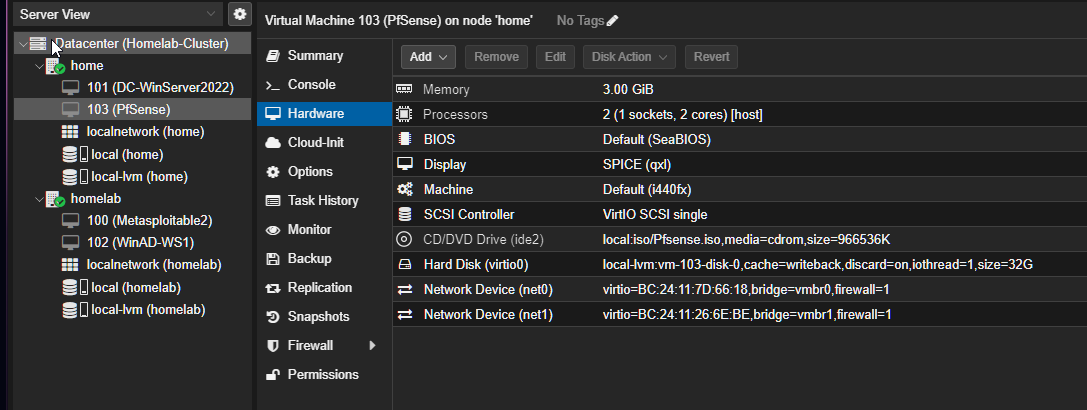 Server View
Datacenter (Homelab-Cluster)
home
101 (DC-WinServer2022)
103 (PfSense)
localnetwork (home)
local (home)
local-lvm (home)
homelab
100 (Metasploitable2)
102 (WinAD-WS1)
localnetwork (homelab)
local (homelab)
local-lvm (homelab)
Virtual Machine 103 (PfSense) on node 'home' No Tags
Summary
Console
Hardware
Cloud-Init
Options
Task History
Monitor
Backup
Replication
Snapshots
Firewall
Permissions
Add Remove Edit Disk Action Revert
Memory 3.00 GiB
Processors 2 (1 sockets, 2 cores) [host]
BIOS Default (SeaBIOS)
Display SPICE (qxl)
Machine Default (i440fx)
SCSI Controller VirtIO SCSI single
CD/DVD Drive (ide2) local:iso/Pfsense.iso,media=cdrom,size=966536K
Hard Disk (virtio0) local-lvm:vm-103-disk-0,cache=writeback,discard=on,iothread=1,size=32G
Network Device (net0) virtio=BC:24:11:7D:66:18,bridge=vmbr0,firewall=1
Network Device (net1) virtio=BC:24:11:26:6E:BE,bridge=vmbr1,firewall=1